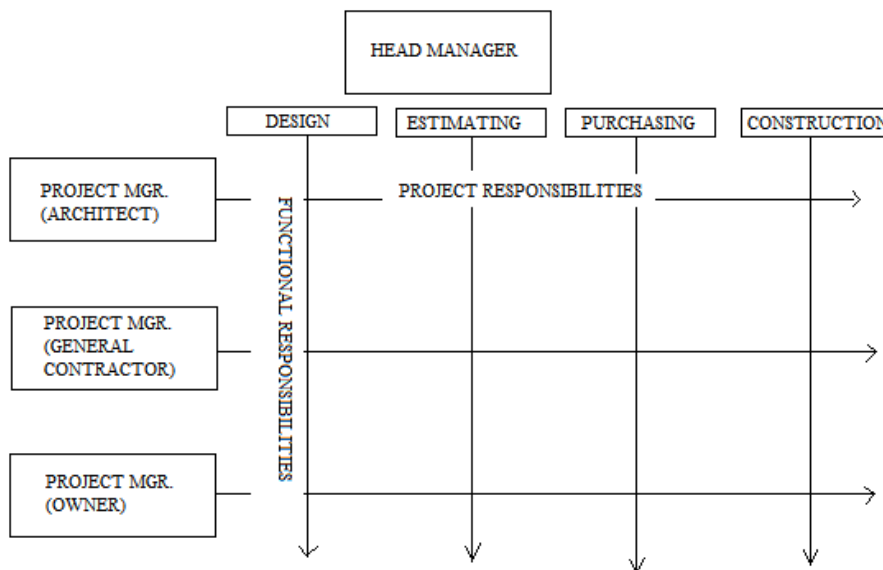 HEAD MANAGER
DESIGN
ESTIMATING
PURCHASING
CONSTRUCTION
PROJECT MGR.
(ARCHITECT)
PROJECT RESPONSIBILITIES
FUNCTIONAL RESPONSIBILITIES
PROJECT MGR.
(GENERAL
CONTRACTOR)
PROJECT MGR.
(OWNER)